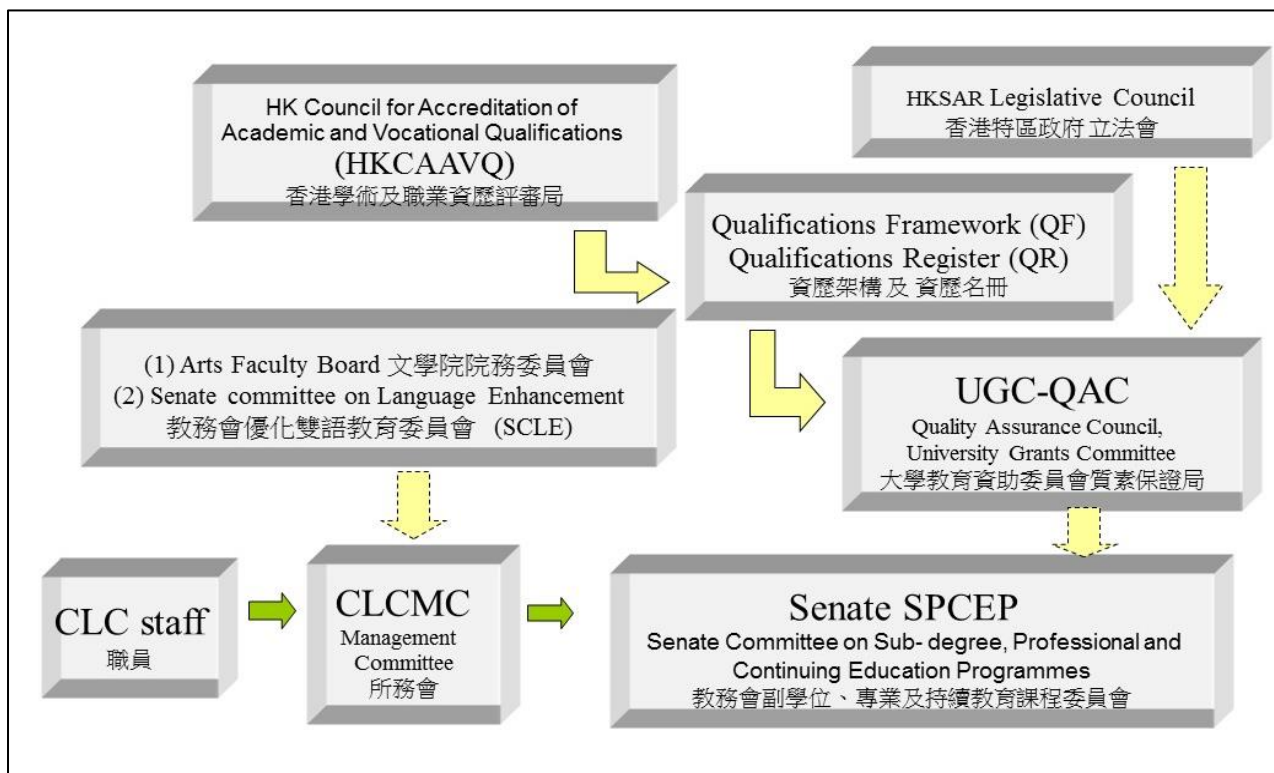 HK Council for Accreditation of
Academic and Vocational Qualifications
(HKCAAVQ)
香港學術及職業資歷評審局
HKSAR Legislative Council
香港特區政府 立法會
Qualifications Framework (QF)
Qualifications Register (QR)
資歷架構 及 資歷名冊
(1) Arts Faculty Board 文學院院務委員會
(2) Senate committee on Language Enhancement
教務會優化雙語教育委員會 (SCLE)
UGC-QAC
Quality Assurance Council,
University Grants Committee
大學教育資助委員會質素保證局
CLC staff
職員
CLCMC
Management
Committee
所務會
Senate SPCEP
Senate Committee on Sub- degree, Professional and
Continuing Education Programmes
教務會副學位、專業及持續教育課程委員會